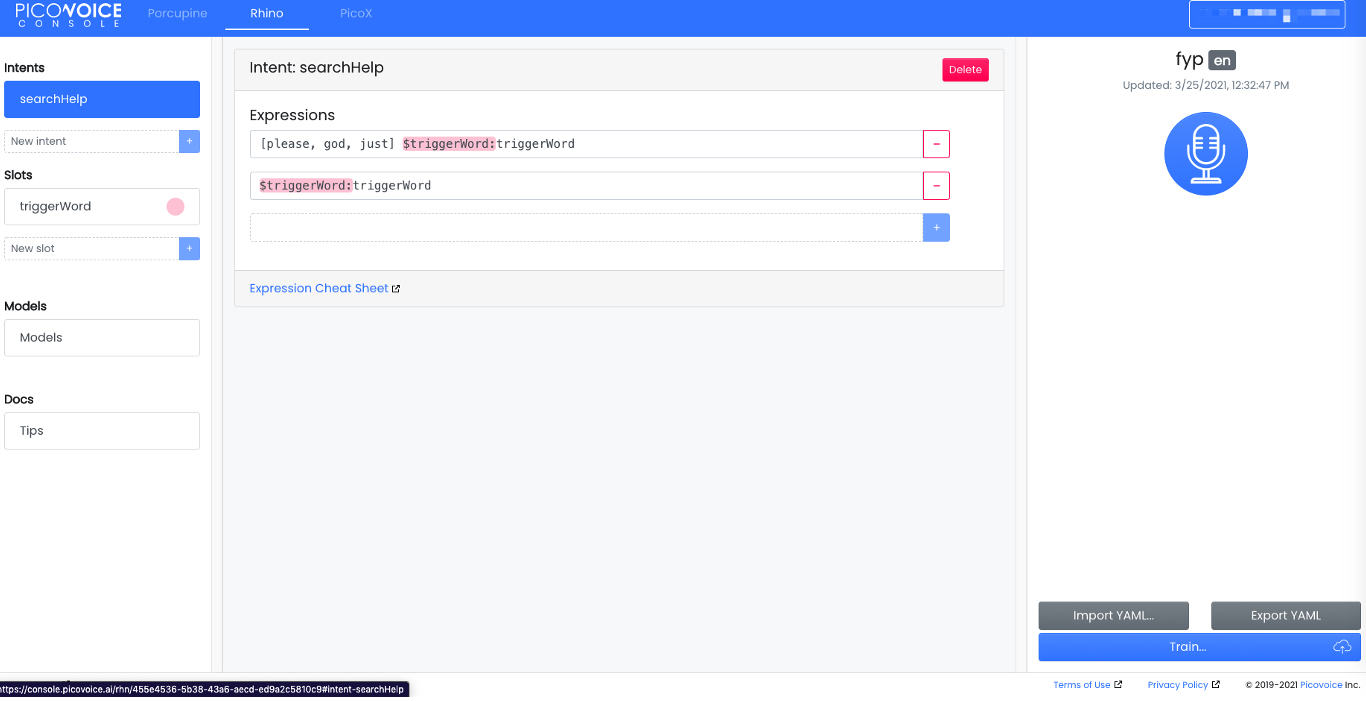 PICOVOICE
CONSOLE
Porcupine
Rhino
PicoX
Intents
searchHelp
New intent
+
Slots
triggerWord
New slot
+
Models
Models
Docs
Tips
Intent: searchHelp
Delete
Expressions
[please, god, just] $triggerWord:triggerWord
−
$triggerWord:triggerWord
−
+
Expression Cheat Sheet
fyp en
Updated: 3/25/2021, 12:32:47 PM
Import YAML...
Export YAML
Train...
https://console.picovoice.ai/rhn/455e4536-5b38-43a6-aecd-ed9a2c5810c9#intent-searchHelp
Terms of Use
Privacy Policy
© 2019-2021 Picovoice Inc.